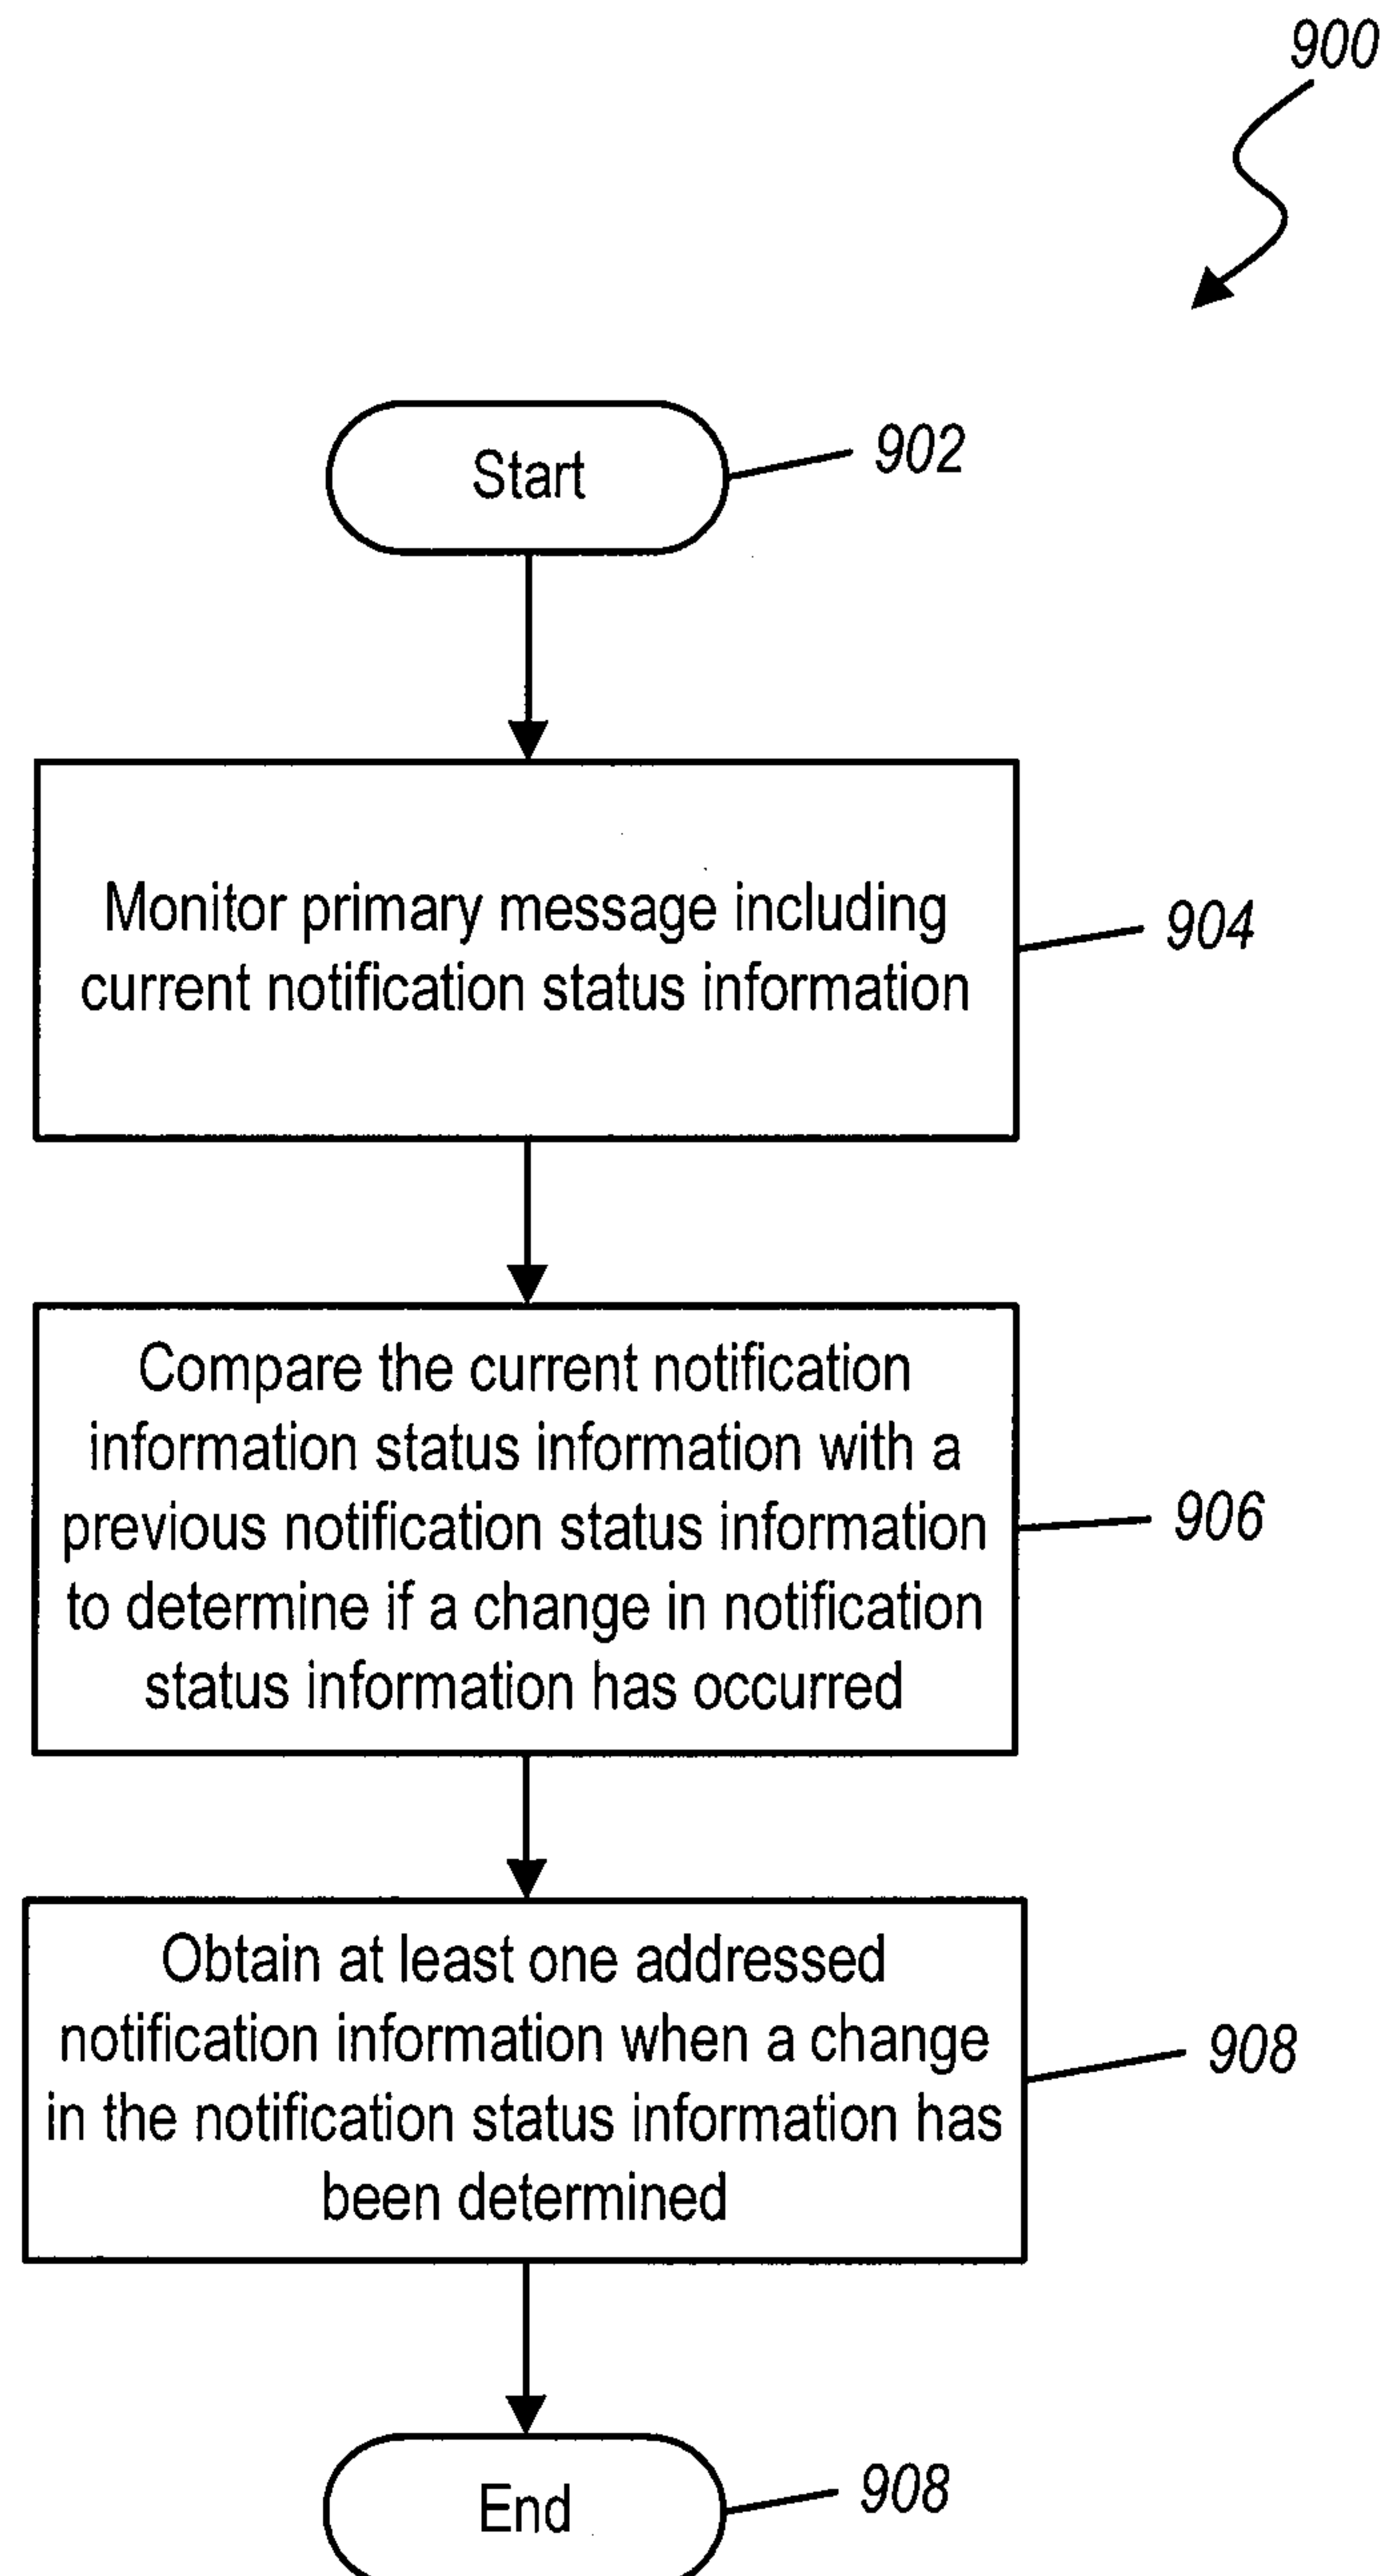 900
Start
902
Monitor primary message including
current notification status information
904
Compare the current notification
information status information with a
previous notification status information
to determine if a change in notification
status information has occurred
906
Obtain at least one addressed
notification information when a change
in the notification status information has
been determined
908
End
908